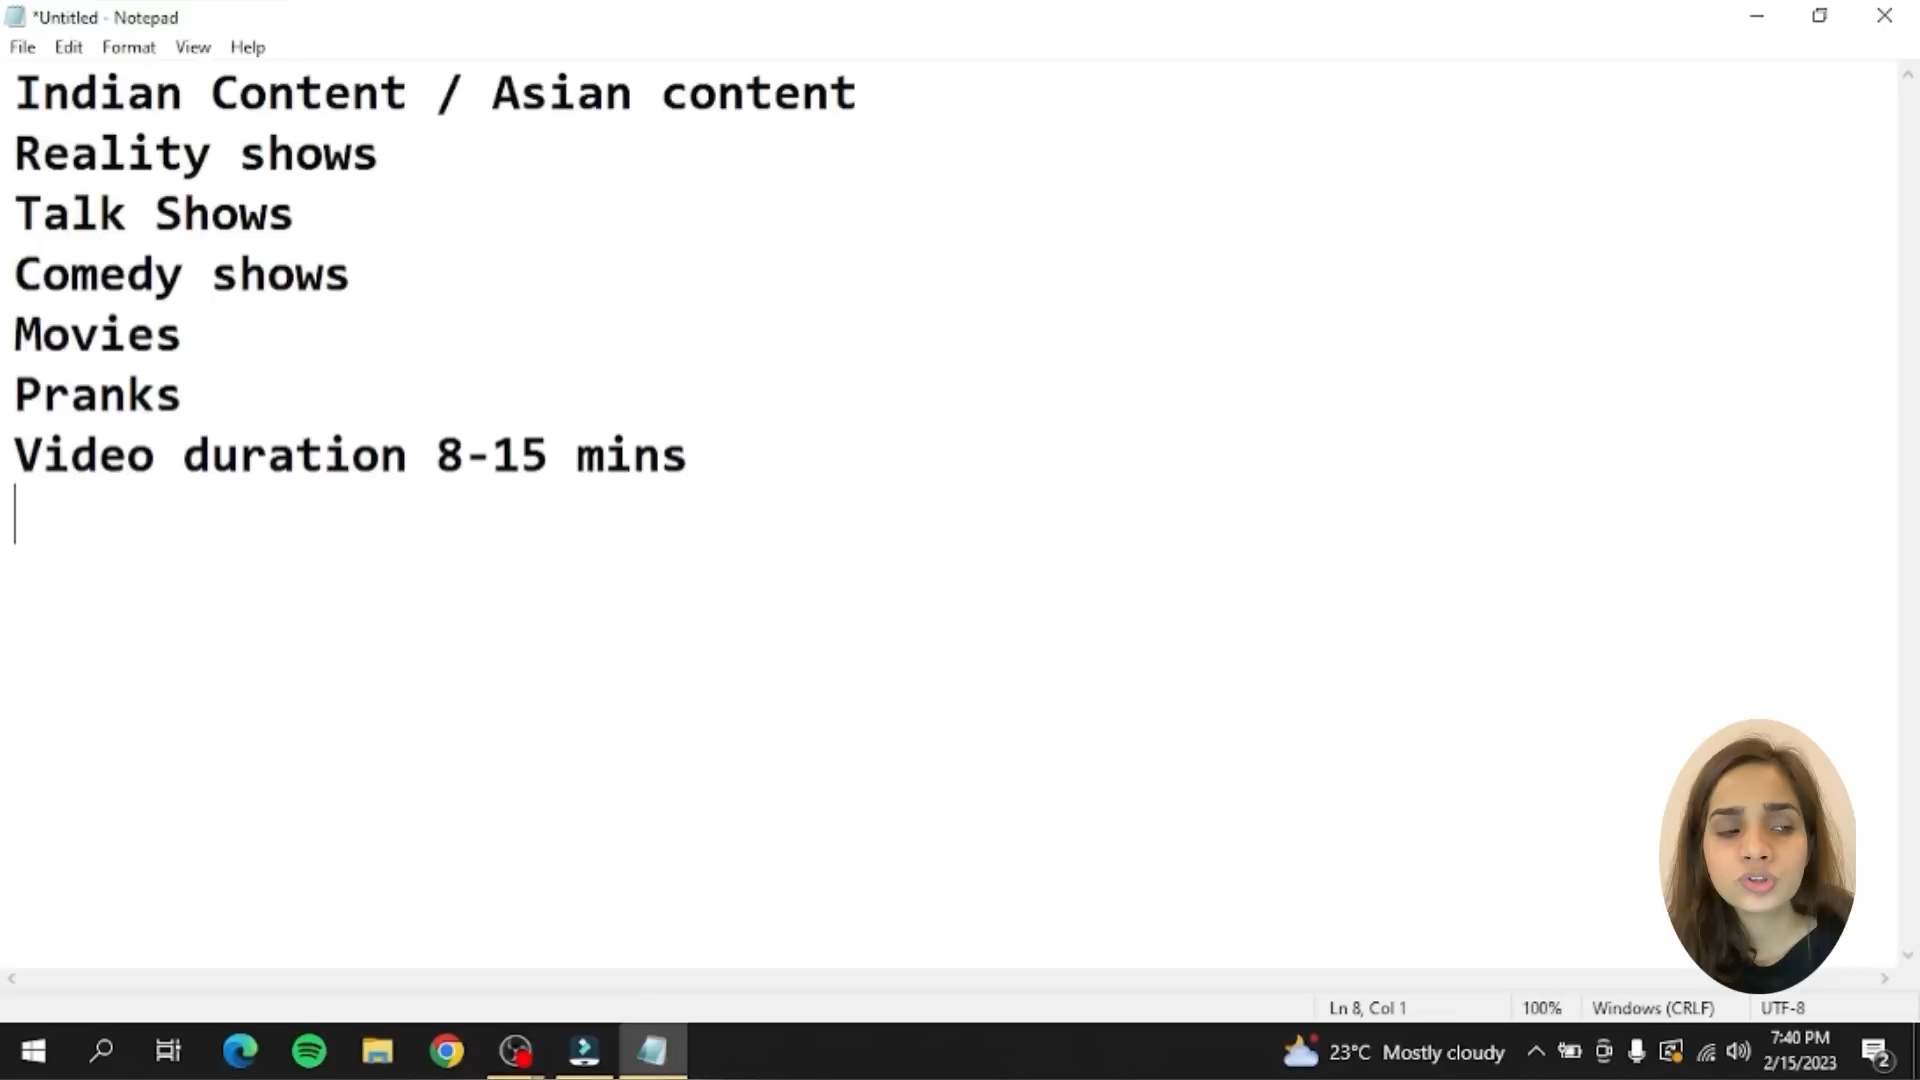 *Untitled - Notepad
File Edit Format View Help
Indian Content / Asian content
Reality shows
Talk Shows
Comedy shows
Movies
Pranks
Video duration 8-15 mins
Ln 8, Col 1 100% Windows (CRLF) UTF-8
23°C Mostly cloudy
7:40 PM
2/15/2023
2